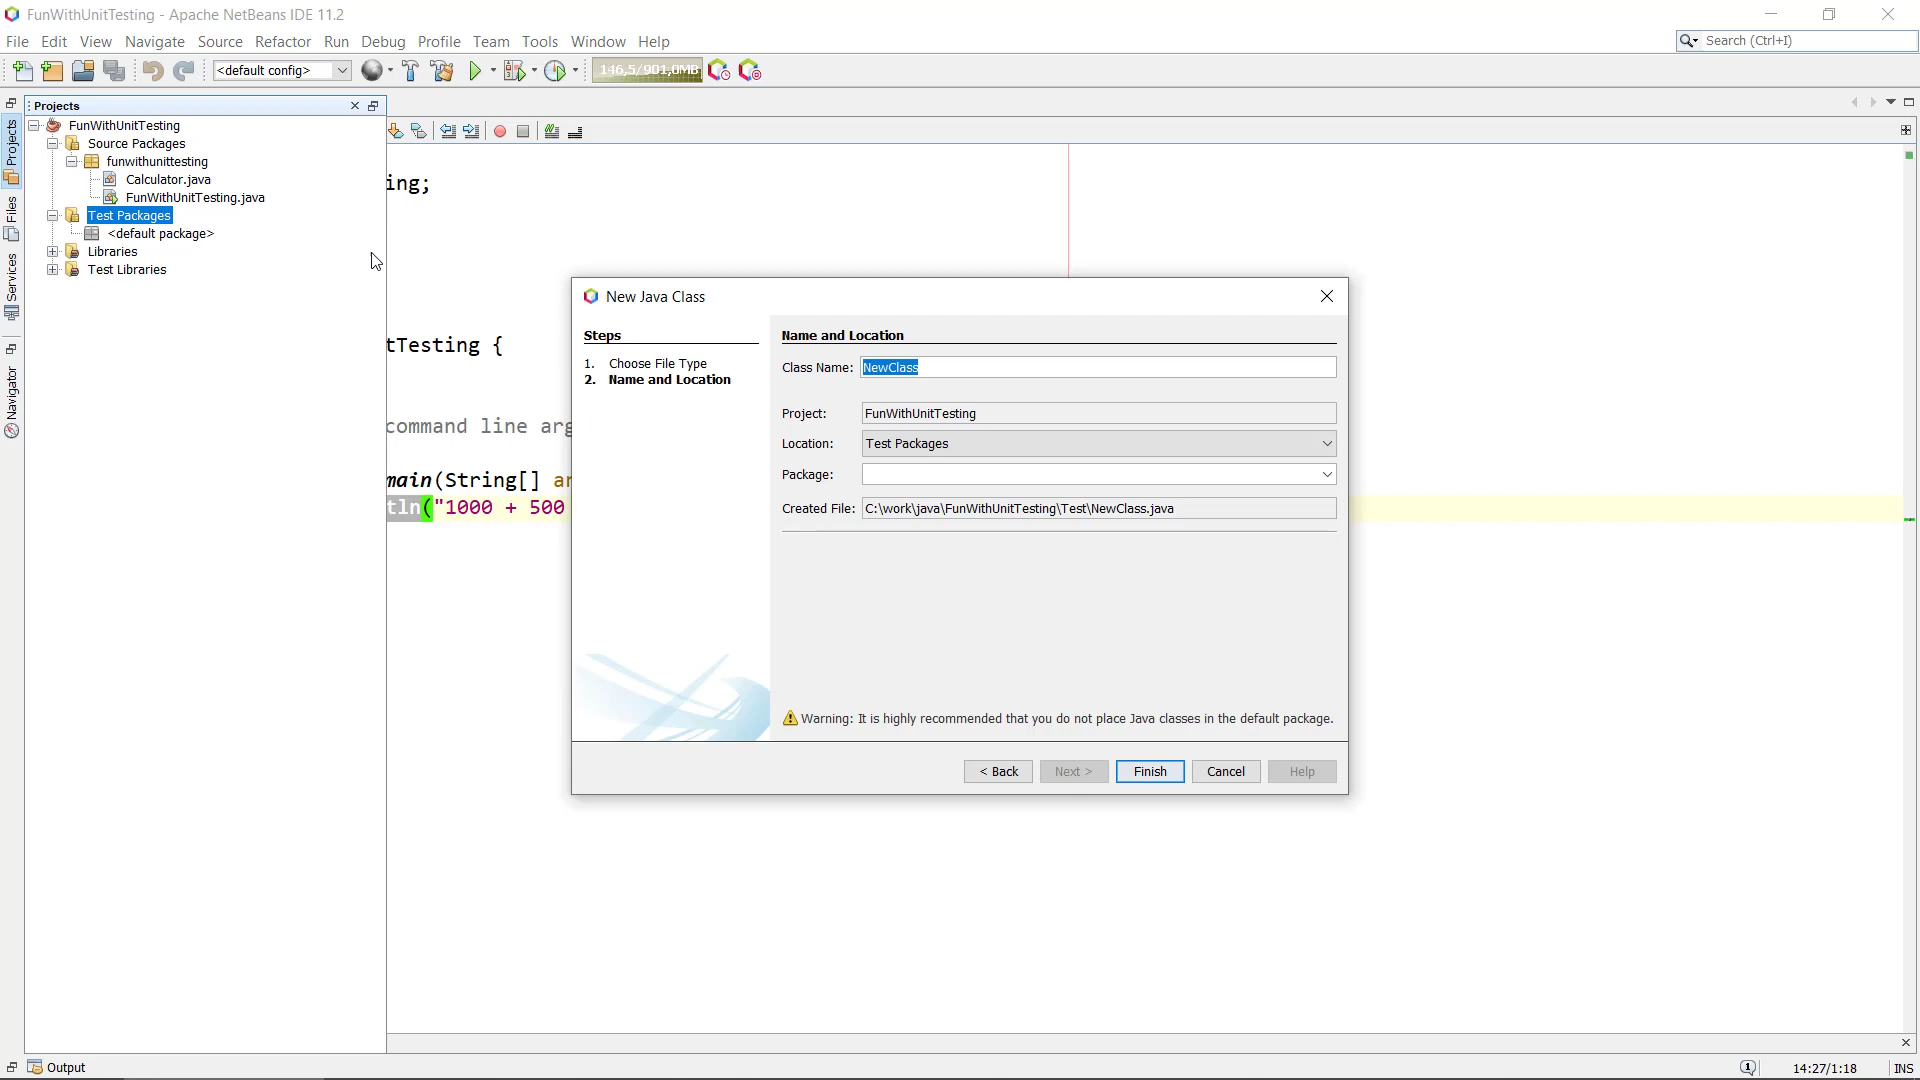 FunWithUnitTesting - Apache NetBeans IDE 11.2
File Edit View Navigate Source Refactor Run Debug Profile Team Tools Window Help
Search (Ctrl+I)
<default config>
146,5/901,0MB
Projects
FunWithUnitTesting
Source Packages
funwithunittesting
Calculator.java
FunWithUnitTesting.java
Test Packages
<default package>
Libraries
Test Libraries
Projects
Files
Services
Navigator
ing;
tTesting {
command line arg
main(String[] ar
tln("1000 + 500
New Java Class
Steps
1. Choose File Type
2. Name and Location
Name and Location
Class Name: NewClass
Project: FunWithUnitTesting
Location: Test Packages
Package:
Created File: C:\work\java\FunWithUnitTesting\Test\NewClass.java
Warning: It is highly recommended that you do not place Java classes in the default package.
< Back Next > Finish Cancel Help
Output
14:27/1:18 INS